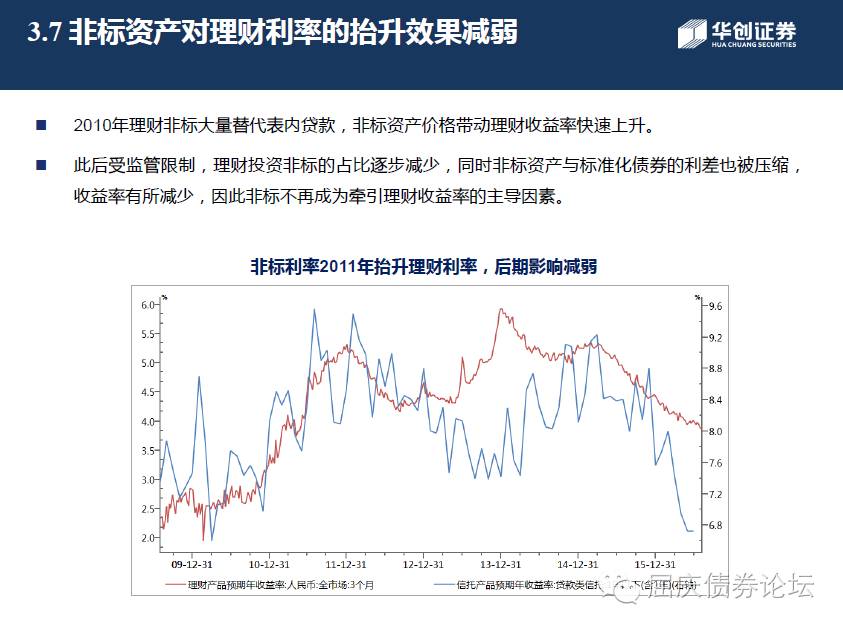 3.7 非标资产对理财利率的抬升效果减弱
华创证券
HUA CHUANG SECURITIES
2010年理财非标大量替代表内贷款，非标资产价格带动理财收益率快速上升。
此后受监管限制，理财投资非标的占比逐步减少，同时非标资产与标准化债券的利差也被压缩，
收益率有所减少，因此非标不再成为牵引理财收益率的主导因素。
非标利率2011年抬升理财利率，后期影响减弱
% %
6.0 9.6
5.5 9.2
5.0 8.8
4.5 8.4
4.0 8.0
3.5 7.6
3.0 7.2
2.5 6.8
2.0
09-12-31 10-12-31 11-12-31 12-12-31 13-12-31 14-12-31 15-12-31
理财产品预期年收益率:人民币:全市场:3个月 信托产品预期年收益率:贷款类信托 下(含1年)(右轴)
屈庆债券论坛